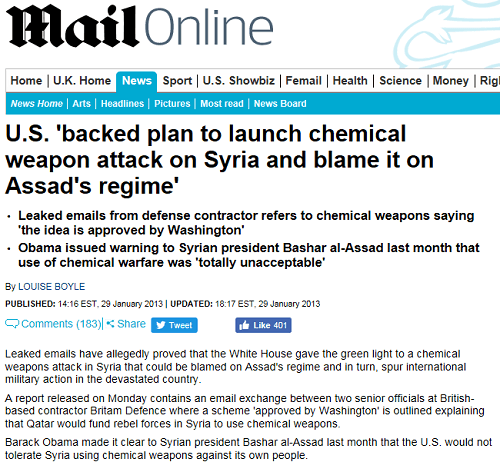 Mail Online
Home | U.K. Home | News | Sport | U.S. Showbiz | Femail | Health | Science | Money |
News Home | Arts | Headlines | Pictures | Most read | News Board
U.S. 'backed plan to launch chemical
weapon attack on Syria and blame it on
Assad's regime'
• Leaked emails from defense contractor refers to chemical weapons saying
'the idea is approved by Washington'
• Obama issued warning to Syrian president Bashar al-Assad last month that
use of chemical warfare was 'totally unacceptable'
By LOUISE BOYLE
PUBLISHED: 14:16 EST, 29 January 2013 | UPDATED: 18:17 EST, 29 January 2013
Comments (183) Share Tweet Like 401
Leaked emails have allegedly proved that the White House gave the green light to a chemical
weapons attack in Syria that could be blamed on Assad's regime and in turn, spur international
military action in the devastated country.
A report released on Monday contains an email exchange between two senior officials at British-
based contractor Britam Defence where a scheme 'approved by Washington' is outlined explaining
that Qatar would fund rebel forces in Syria to use chemical weapons.
Barack Obama made it clear to Syrian president Bashar al-Assad last month that the U.S. would not
tolerate Syria using chemical weapons against its own people.